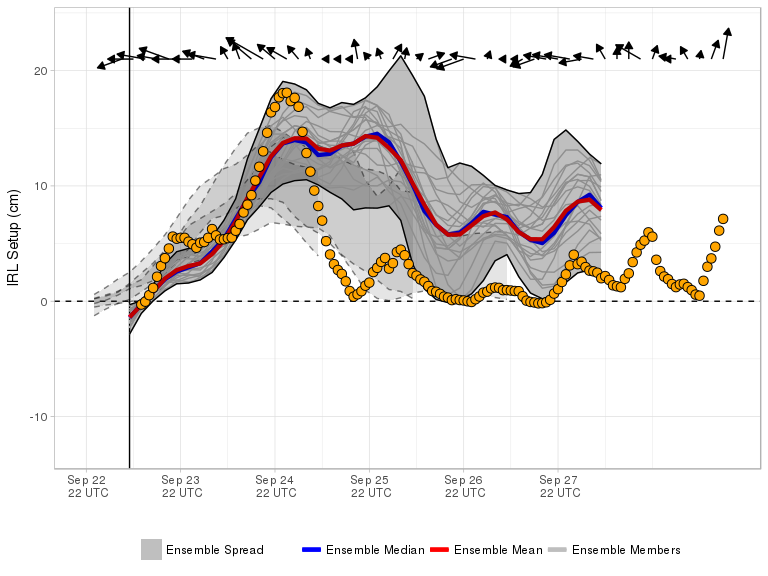 IRL Setup (cm)
20
10
0
-10
Sep 22
22 UTC
Sep 23
22 UTC
Sep 24
22 UTC
Sep 25
22 UTC
Sep 26
22 UTC
Sep 27
22 UTC
Ensemble Spread
Ensemble Median
Ensemble Mean
Ensemble Members